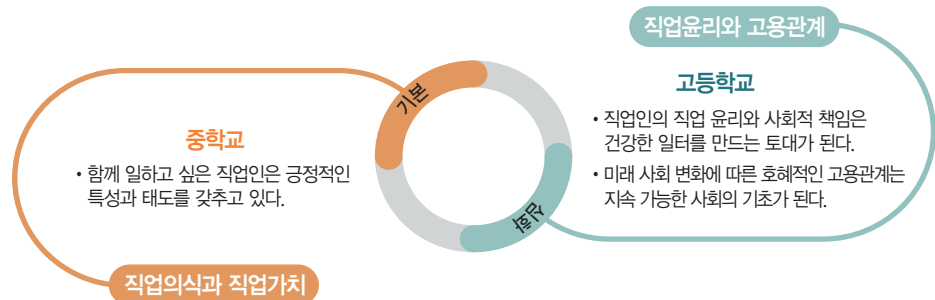 직업윤리와 고용관계
고등학교
• 직업인의 직업 윤리와 사회적 책임은
건강한 일터를 만드는 토대가 된다.
• 미래 사회 변화에 따른 호혜적인 고용관계는
지속 가능한 사회의 기초가 된다.
기본
심화
중학교
• 함께 일하고 싶은 직업인은 긍정적인
특성과 태도를 갖추고 있다.
직업의식과 직업가치